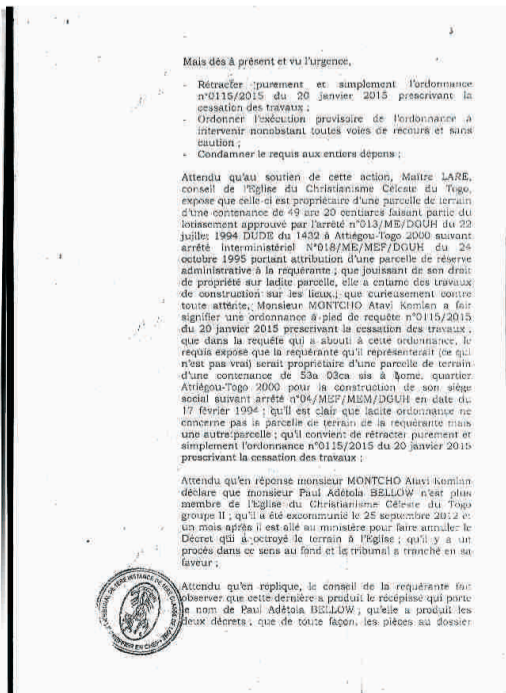 Mais dès à présent et vu l'urgence,
- Rétracter purement et simplement l'ordonnance
n°0115/2015 du 20 janvier 2015 prescrivant la
cessation des travaux ;
- Ordonner l'exécution provisoire de l'ordonnance à
intervenir nonobstant toutes voies de recours et sans
caution ;
- Condamner le requis aux entiers dépens ;
Attendu qu'au soutien de cette action, Maître LARE,
conseil de l'Eglise du Christianisme Céleste du Togo,
expose que celle-ci est propriétaire d'une parcelle de terrain
d'une contenance de 49 are 20 centiares faisant partie du
lotissement approuvé par l'arrêté n°013/ME/DGUH du 22
juillet 1994 DUDE du 1432 à Attiégou-Togo 2000 suivant
arrêté interministériel N°018/ME/MEF/DGUH du 24
octobre 1995 portant attribution d'une parcelle de réserve
administrative à la requérante ; que jouissant de son droit
de propriété sur ladite parcelle, elle a entamé des travaux
de construction sur les lieux ; que curieusement contre
toute attente, Monsieur MONTCHO Atavi Komlan a fait
signifier une ordonnance à pied de requête n°0115/2015
du 20 janvier 2015 prescrivant la cessation des travaux ;
que dans la requête qui a abouti à cette ordonnance, le
requis expose que la requérante qu'il représenterait (ce qui
n'est pas vrai) serait propriétaire d'une parcelle de terrain
d'une contenance de 53a 03ca sis à Lome, quartier
Attiégou-Togo 2000 pour la construction de son siège
social suivant arrêté n°04/MEF/MEM/DGUH en date du
17 février 1994 ; qu'il est clair que ladite ordonnance ne
concerne pas la parcelle de terrain de la requérante mais
une autre parcelle ; qu'il convient de rétracter purement et
simplement l'ordonnance n°0115/2015 du 20 janvier 2015
prescrivant la cessation des travaux ;
Attendu qu'en réponse monsieur MONTCHO Atavi Komlan
déclare que monsieur Paul Adétola BELLOW n'est plus
membre de l'Eglise du Christianisme Céleste du Togo
groupe II ; qu'il a été excommunié le 25 septembre 2012 et
un mois après il est allé au ministère pour faire annuler le
Décret qui a octroyé le terrain à l'Eglise ; qu'il y a un
procès dans ce sens au fond et le tribunal a tranché en sa
faveur ;
Attendu qu'en réplique, le conseil de la requérante fait
observer que cette dernière a produit le récépissé qui porte
le nom de Paul Adétola BELLOW ; qu'elle a produit les
deux décrets ; que de toute façon, les pièces au dossier